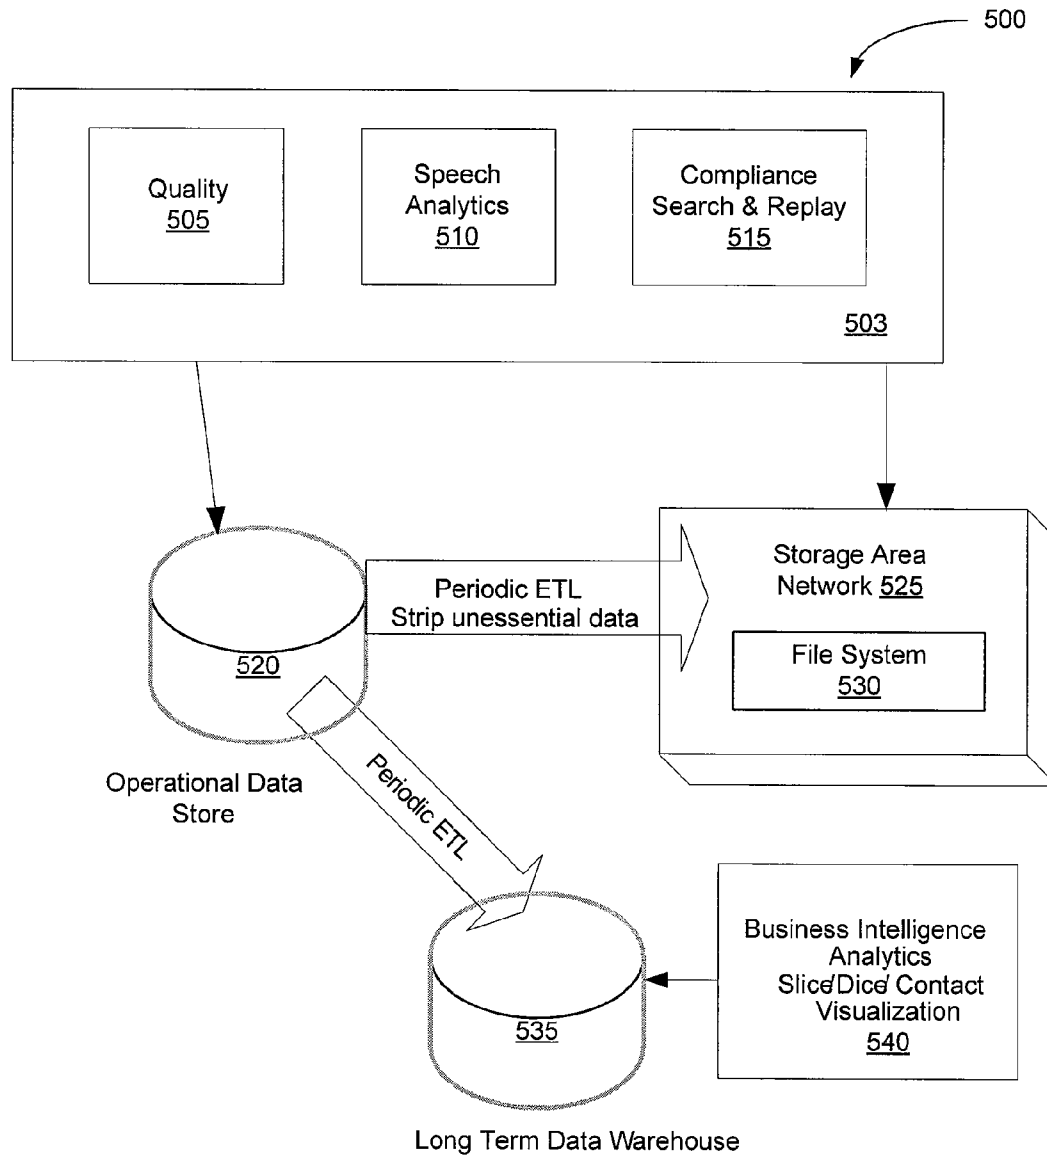 500
Quality
505
Speech
Analytics
510
Compliance
Search & Replay
515
503
Periodic ETL
Strip unessential data
Storage Area
Network 525
File System
530
520
Operational Data
Store
Periodic ETL
Business Intelligence
Analytics
Slice/Dice/ Contact
Visualization
540
535
Long Term Data Warehouse